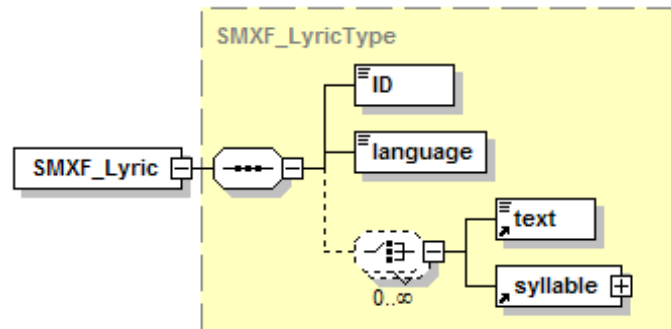 SMXF_LyricType
ID
SMXF_Lyric
language
text
syllable
0..∞